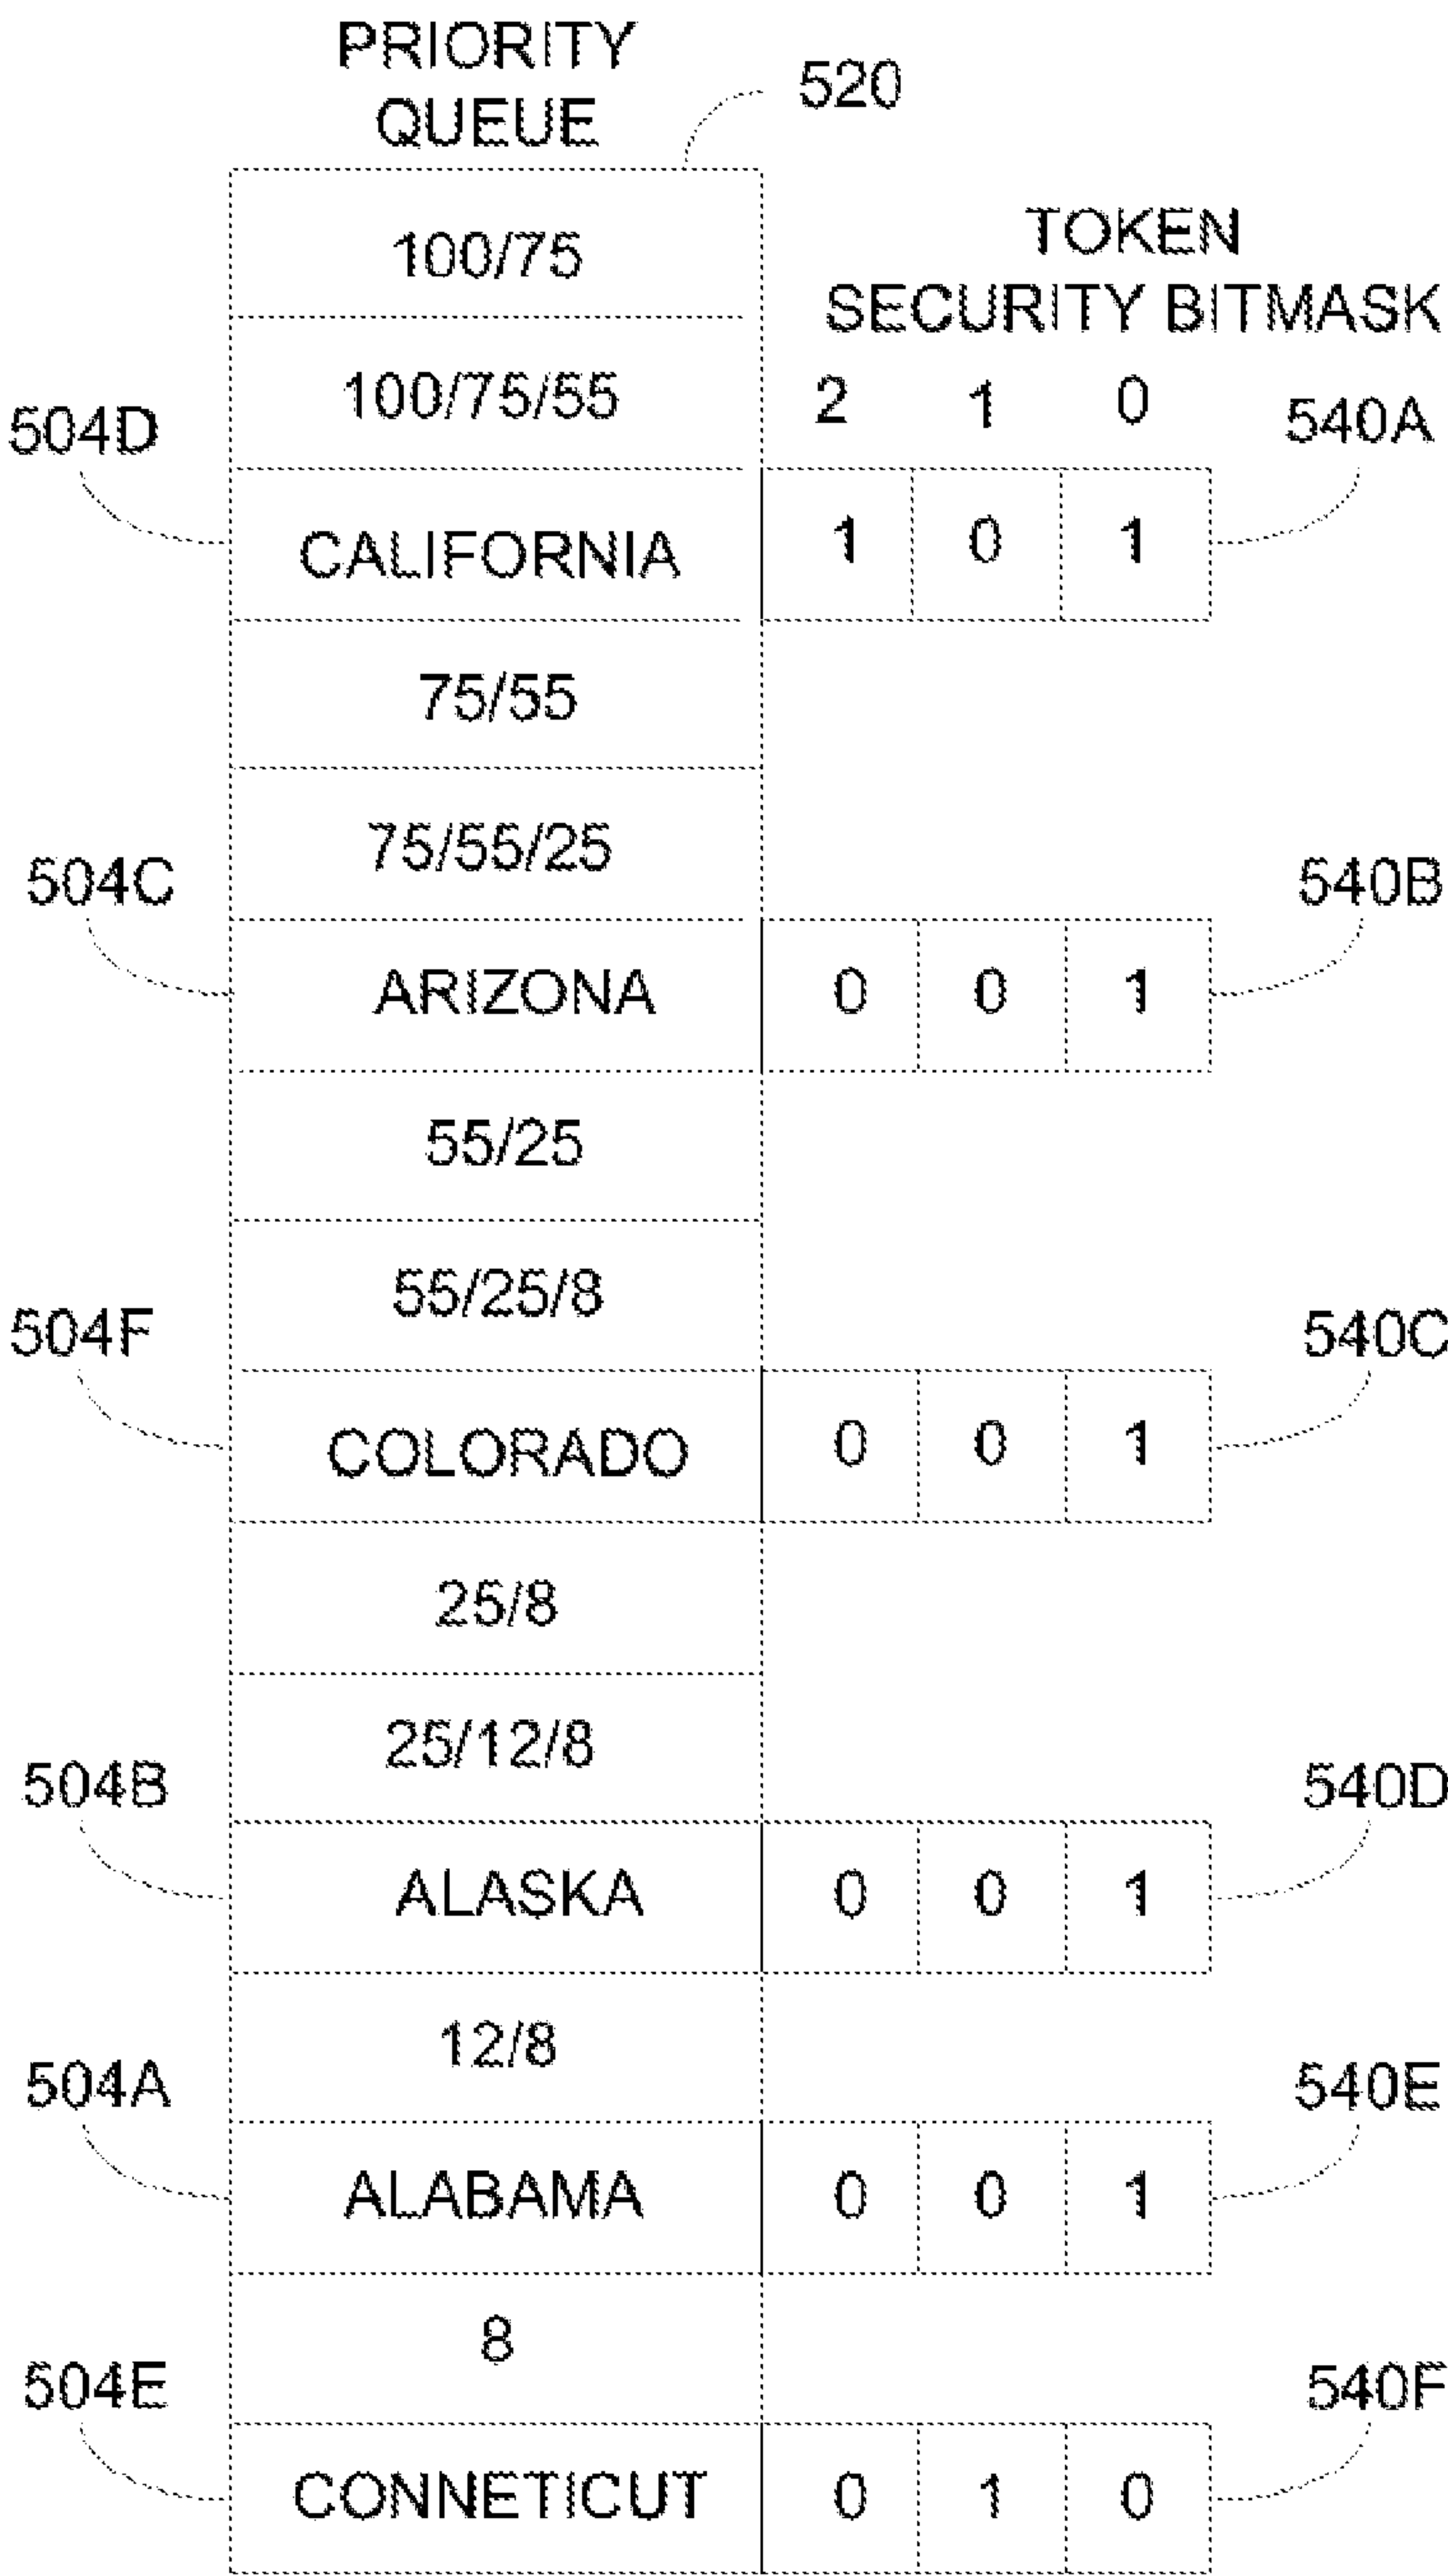 PRIORITY
QUEUE
520
100/75
TOKEN
SECURITY BITMASK
100/75/55
2 1 0
504D
540A
CALIFORNIA 1 0 1
75/55
75/55/25
504C
540B
ARIZONA 0 0 1
55/25
55/25/8
504F
540C
COLORADO 0 0 1
25/8
25/12/8
504B
540D
ALASKA 0 0 1
12/8
504A
540E
ALABAMA 0 0 1
8
504E
540F
CONNETICUT 0 1 0